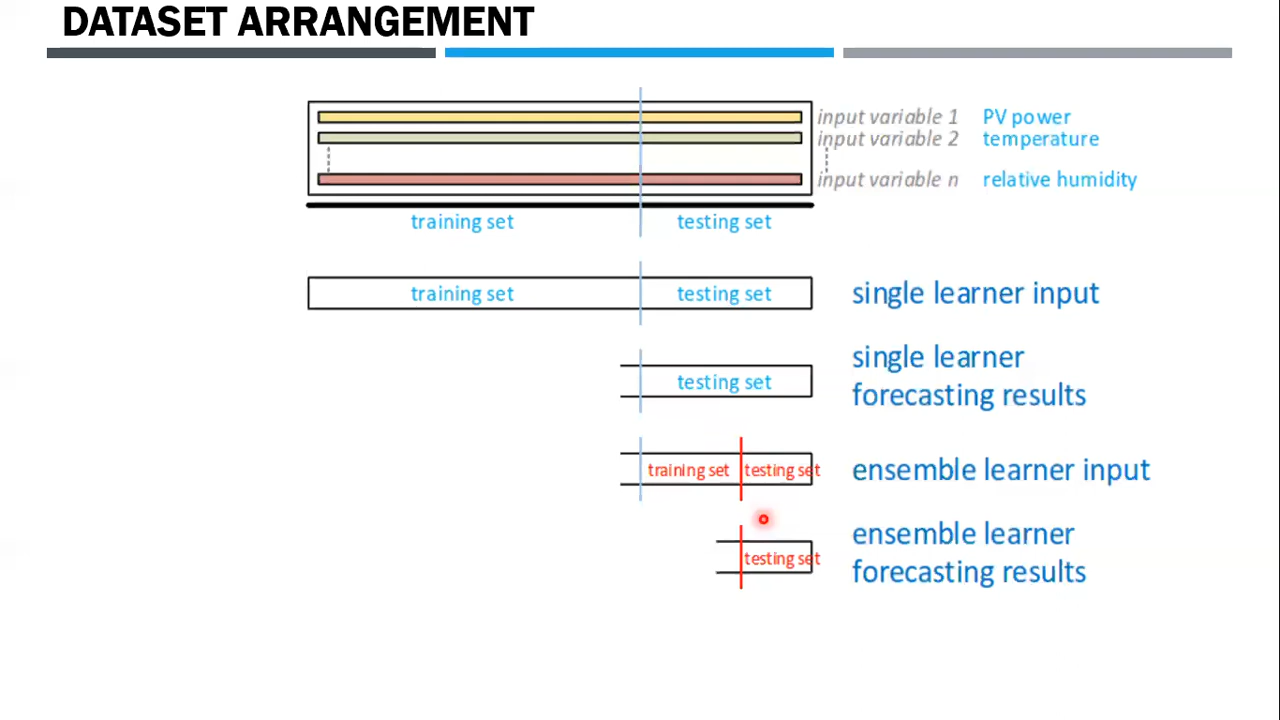 DATASET ARRANGEMENT
input variable 1 PV power
input variable 2 temperature
input variable n relative humidity
training set testing set
training set testing set single learner input
testing set
single learner
forecasting results
training set testing set ensemble learner input
testing set
ensemble learner
forecasting results